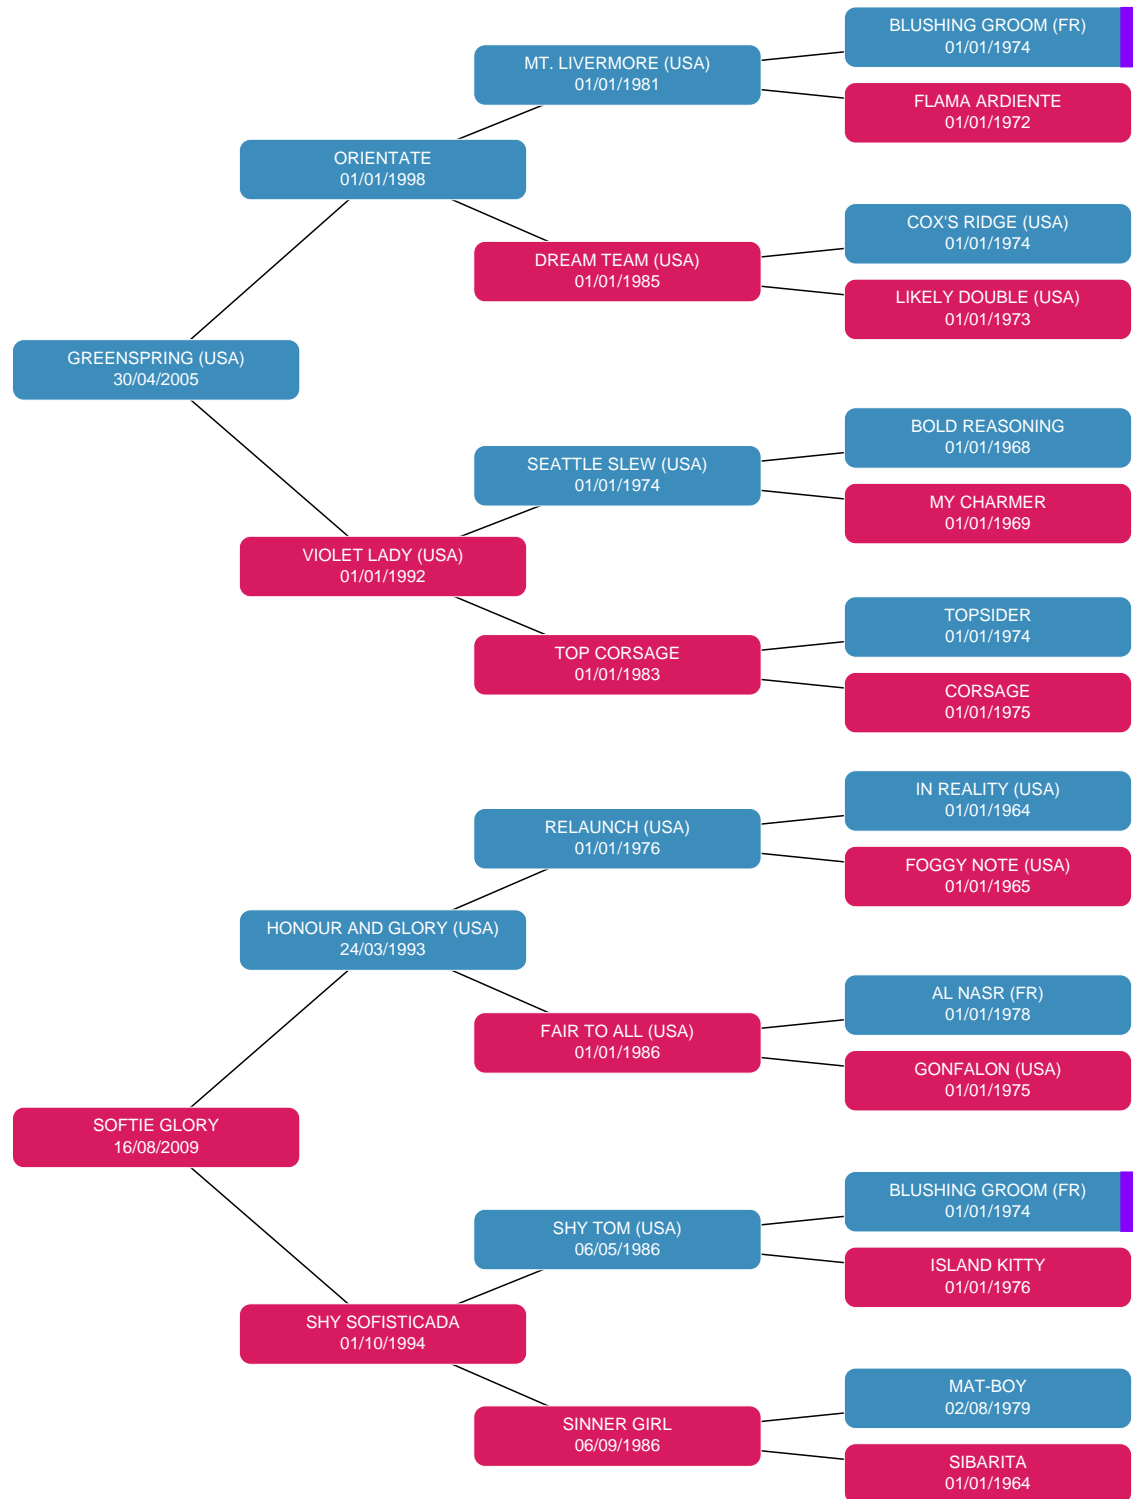 BLUSHING GROOM (FR)
01/01/1974
MT. LIVERMORE (USA)
01/01/1981
FLAMA ARDIENTE
01/01/1972
ORIENTATE
01/01/1998
COX'S RIDGE (USA)
01/01/1974
DREAM TEAM (USA)
01/01/1985
LIKELY DOUBLE (USA)
01/01/1973
GREENSPRING (USA)
30/04/2005
BOLD REASONING
01/01/1968
SEATTLE SLEW (USA)
01/01/1974
MY CHARMER
01/01/1969
VIOLET LADY (USA)
01/01/1992
TOPSIDER
01/01/1974
TOP CORSAGE
01/01/1983
CORSAGE
01/01/1975
IN REALITY (USA)
01/01/1964
RELAUNCH (USA)
01/01/1976
FOGGY NOTE (USA)
01/01/1965
HONOUR AND GLORY (USA)
24/03/1993
AL NASR (FR)
01/01/1978
FAIR TO ALL (USA)
01/01/1986
GONFALON (USA)
01/01/1975
SOFTIE GLORY
16/08/2009
BLUSHING GROOM (FR)
01/01/1974
SHY TOM (USA)
06/05/1986
ISLAND KITTY
01/01/1976
SHY SOFISTICADA
01/10/1994
MAT-BOY
02/08/1979
SINNER GIRL
06/09/1986
SIBARITA
01/01/1964